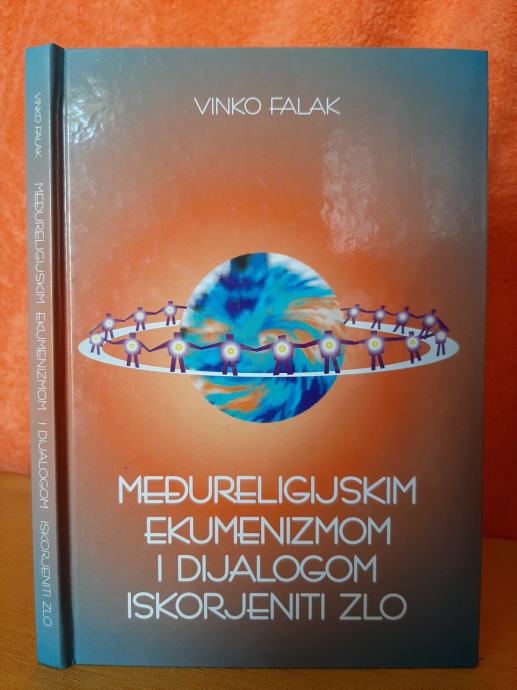 VINKO FALAK
MEĐURELIGIJSKIM
EKUMENIZMOM
I DIJALOGOM
ISKORJENITI ZLO
VINKO FALAK MEĐURELIGIJSKIM EKUMENIZMOM I DIJALOGOM ISKORJENITI ZLO